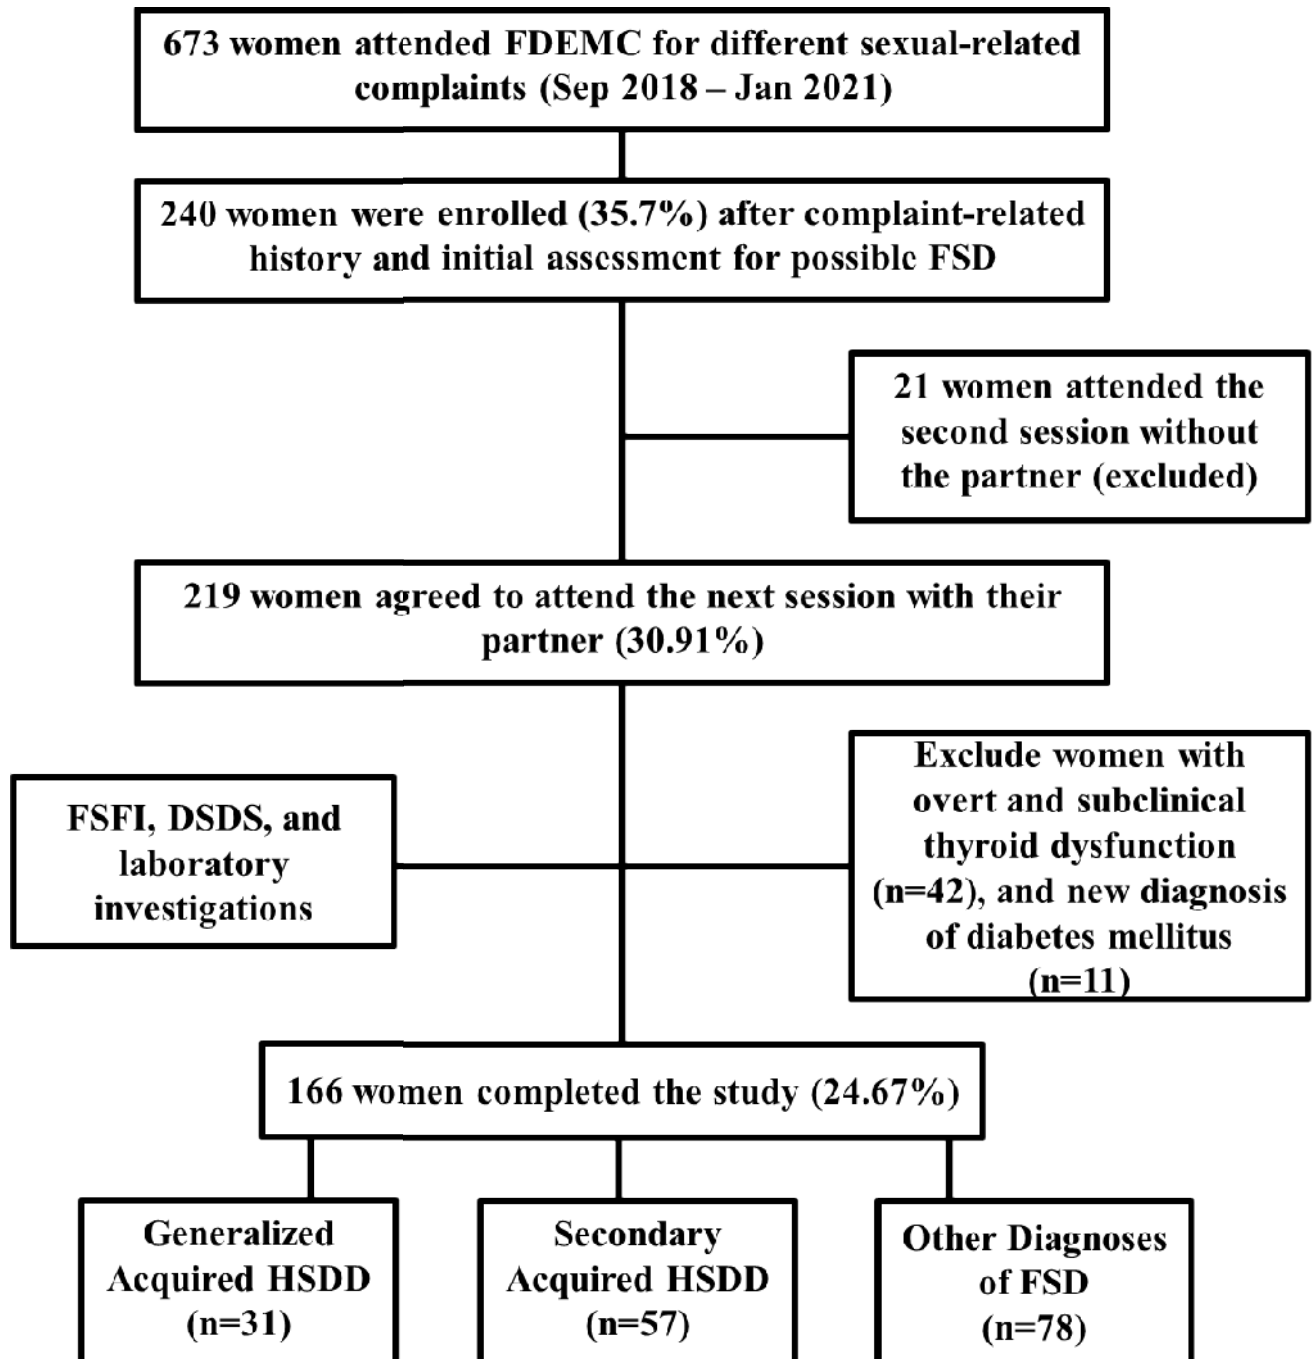 673 women attended FDEMC for different sexual-related
complaints (Sep 2018 – Jan 2021)
240 women were enrolled (35.7%) after complaint-related
history and initial assessment for possible FSD
21 women attended the
second session without
the partner (excluded)
219 women agreed to attend the next session with their
partner (30.91%)
FSFI, DSDS, and
laboratory
investigations
Exclude women with
overt and subclinical
thyroid dysfunction
(n=42), and new diagnosis
of diabetes mellitus
(n=11)
166 women completed the study (24.67%)
Generalized
Acquired HSDD
(n=31)
Secondary
Acquired HSDD
(n=57)
Other Diagnoses
of FSD
(n=78)